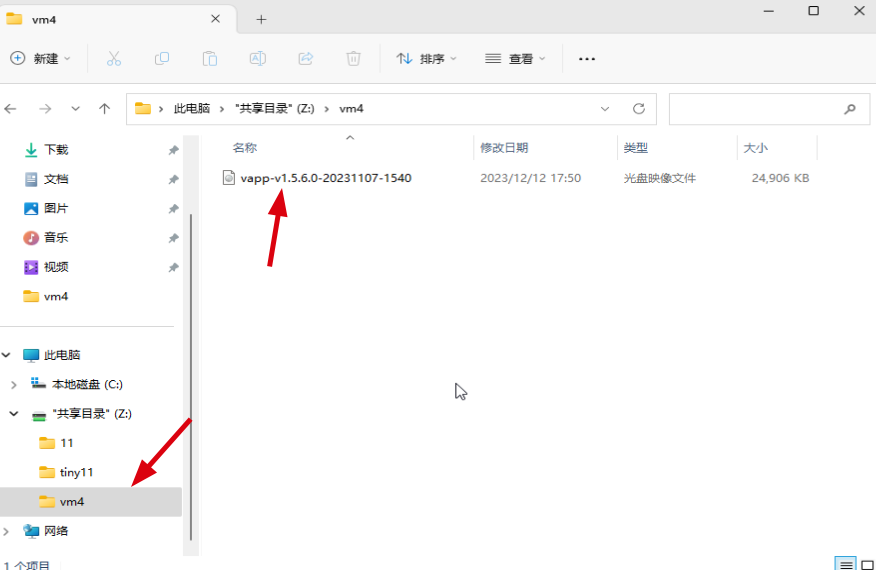 vm4
新建
排序
查看
此电脑 > "共享目录" (Z:) > vm4
名称 修改日期 类型 大小
vapp-v1.5.6.0-20231107-1540 2023/12/12 17:50 光盘映像文件 24,906 KB
下载
文档
图片
音乐
视频
vm4
此电脑
本地磁盘 (C:)
"共享目录" (Z:)
11
tiny11
vm4
网络
1 个项目